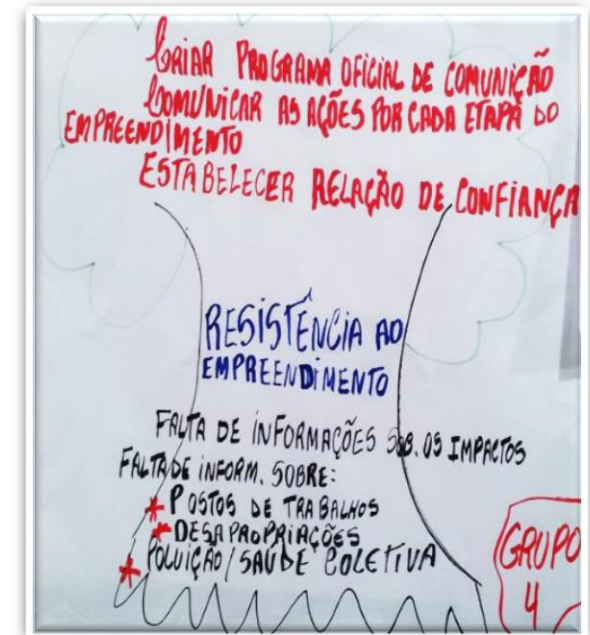 CRIAR PROGRAMA OFICIAL DE COMUNIÇÃO
COMUNICAR AS AÇÕES POR CADA ETAPA DO
EMPREENDIMENTO
ESTABELECER RELAÇÃO DE CONFIANÇA
RESISTÊNCIA AO
EMPREENDIMENTO
FALTA DE INFORMAÇÕES SOB. OS IMPACTOS
FALTA DE INFORM. SOBRE:
* POSTOS DE TRABALHOS
* DESAPROPRIAÇÕES
* POLUIÇÃO / SAÚDE COLETIVA
GRUPO
4